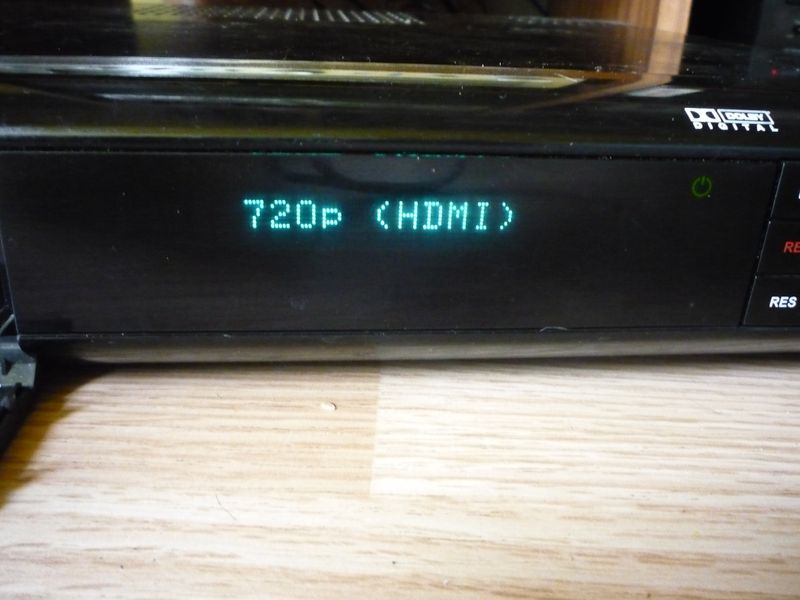 DOLBY
DIGITAL
720p (HDMI)
RES